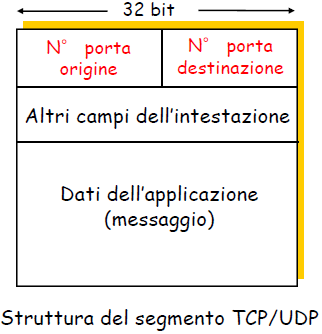 32 bit
N° porta origine
N° porta destinazione
Altri campi dell'intestazione
Dati dell'applicazione
(messaggio)
Struttura del segmento TCP/UDP